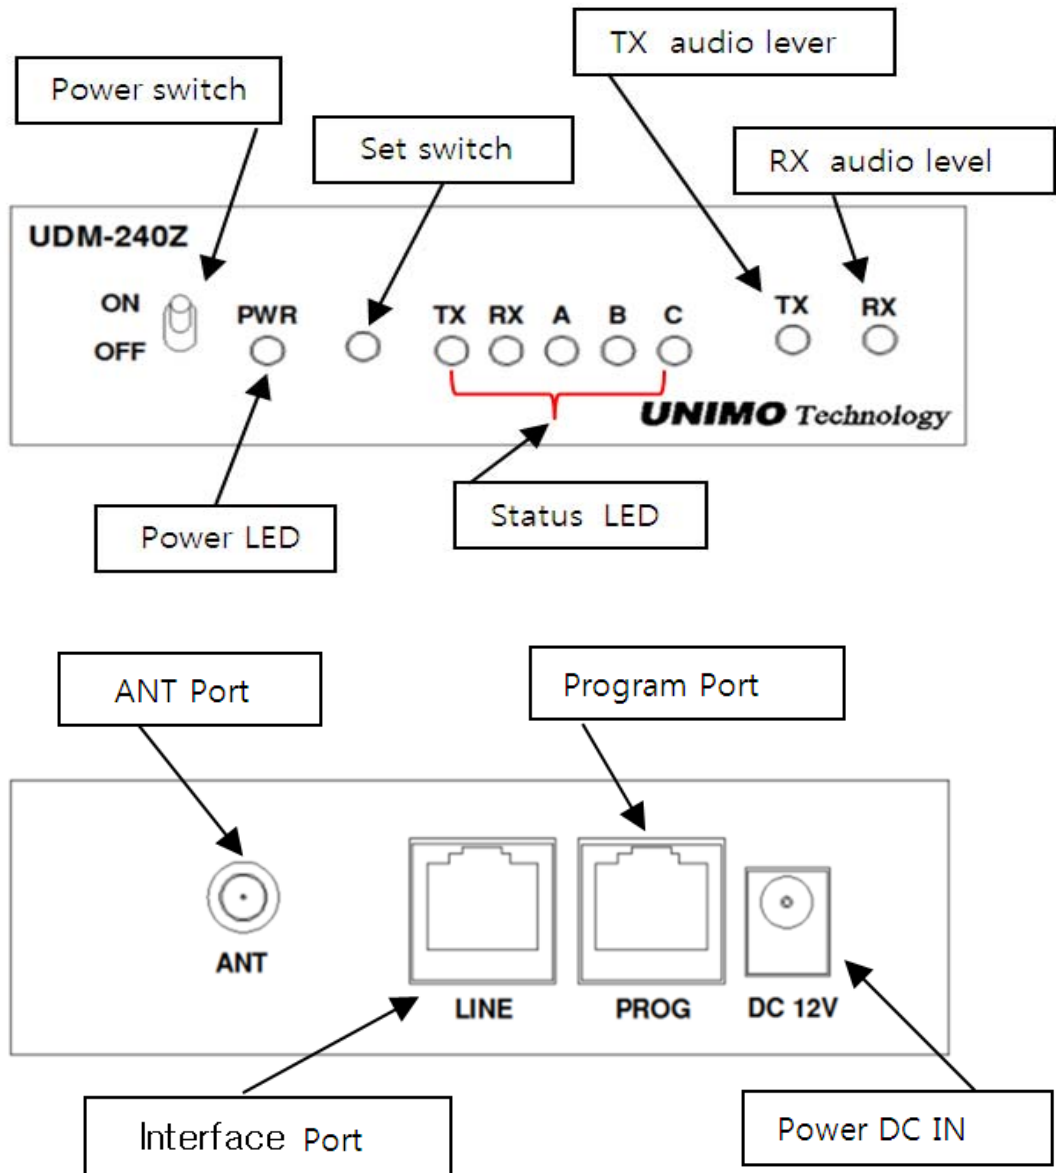 TX audio lever
Power switch
Set switch
RX audio level
UDM-240Z
ON
OFF
PWR
TX RX A B C
TX RX
UNIMO Technology
Power LED
Status LED
ANT Port
Program Port
ANT
LINE
PROG
DC 12V
Interface Port
Power DC IN